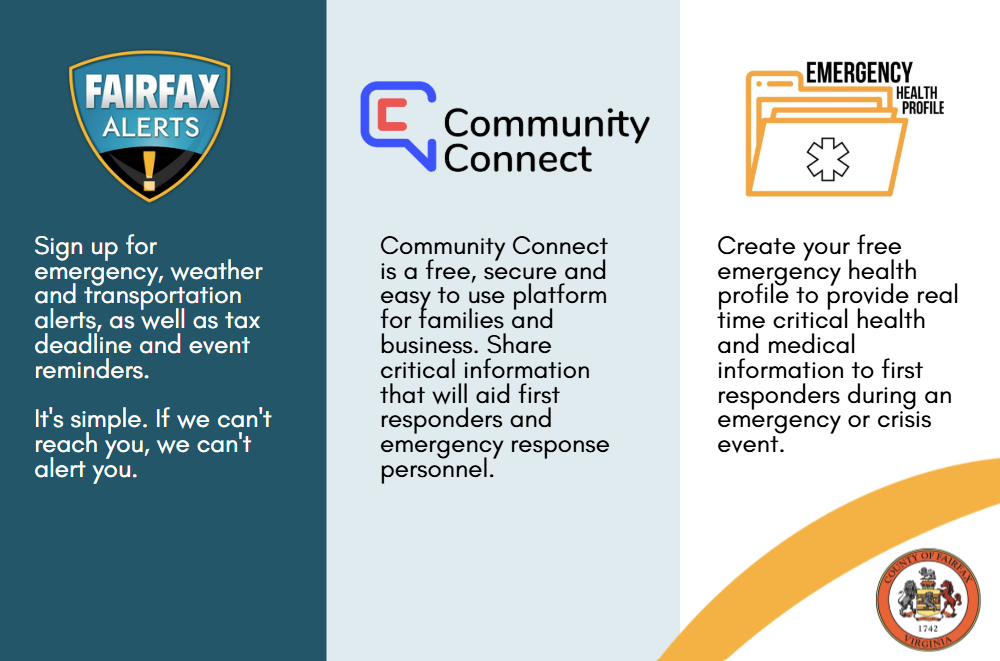 FAIRFAX
ALERTS
Sign up for
emergency, weather
and transportation
alerts, as well as tax
deadline and event
reminders.
It's simple. If we can't
reach you, we can't
alert you.
Community
Connect
Community Connect
is a free, secure and
easy to use platform
for families and
business. Share
critical information
that will aid first
responders and
emergency response
personnel.
EMERGENCY
HEALTH
PROFILE
Create your free
emergency health
profile to provide real
time critical health
and medical
information to first
responders during an
emergency or crisis
event.
COUNTY OF FAIRFAX
1742
VIRGINIA